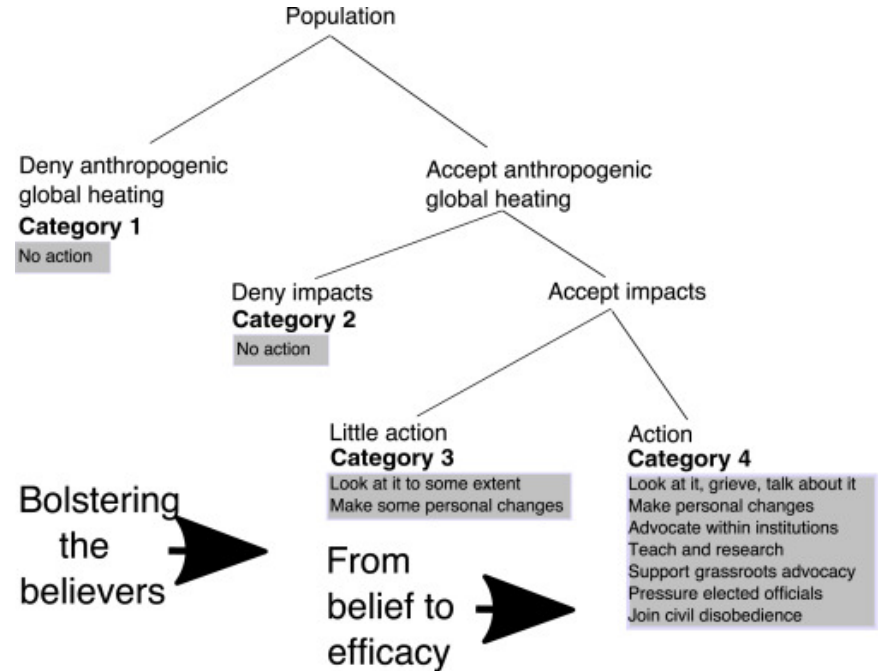 Population
Deny anthropogenic
global heating
Category 1
No action
Accept anthropogenic
global heating
Deny impacts
Category 2
No action
Accept impacts
Little action
Category 3
Look at it to some extent
Make some personal changes
Action
Category 4
Look at it, grieve, talk about it
Make personal changes
Advocate within institutions
Teach and research
Support grassroots advocacy
Pressure elected officials
Join civil disobedience
Bolstering
the
believers
From
belief to
efficacy